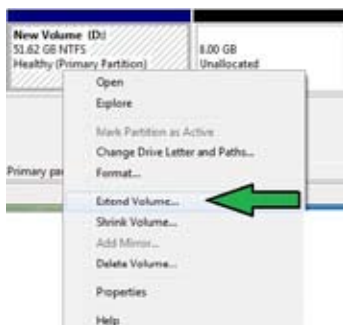 New Volume (D:)
51.62 GB NTFS
Healthy (Primary Partition)
8.00 GB
Unallocated
Open
Explore
Mark Partition as Active
Change Drive Letter and Paths...
Format...
Primary pa
Extend Volume...
Shrink Volume...
Add Mirror...
Delete Volume...
Properties
Help